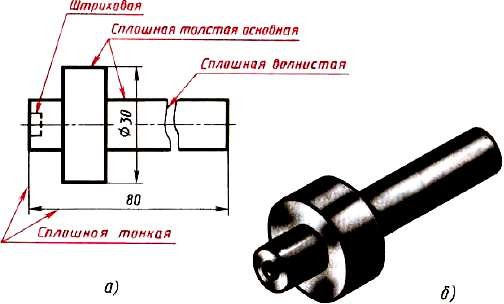 Штриховая
Сплошная толстая основная
Сплошная волнистая
Ø30
80
Сплошная тонкая
а)
б)